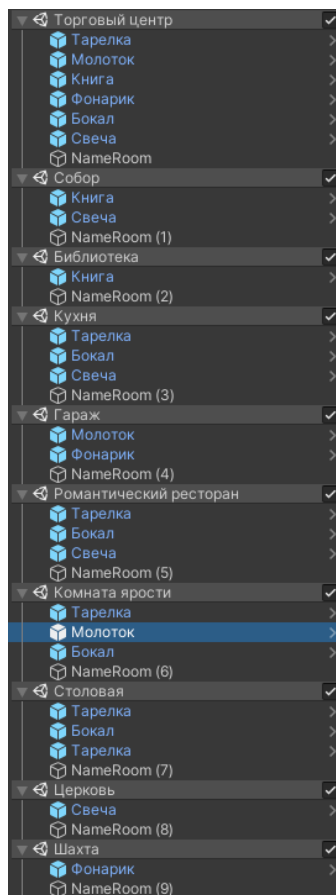 Торговый центр
Тарелка
Молоток
Книга
Фонарик
Бокал
Свеча
NameRoom
Собор
Книга
Свеча
NameRoom (1)
Библиотека
Книга
NameRoom (2)
Кухня
Тарелка
Бокал
Свеча
NameRoom (3)
Гараж
Молоток
Фонарик
NameRoom (4)
Романтический ресторан
Тарелка
Бокал
Свеча
NameRoom (5)
Комната ярости
Тарелка
Молоток
Бокал
NameRoom (6)
Столовая
Тарелка
Бокал
Тарелка
NameRoom (7)
Церковь
Свеча
NameRoom (8)
Шахта
Фонарик
NameRoom (9)